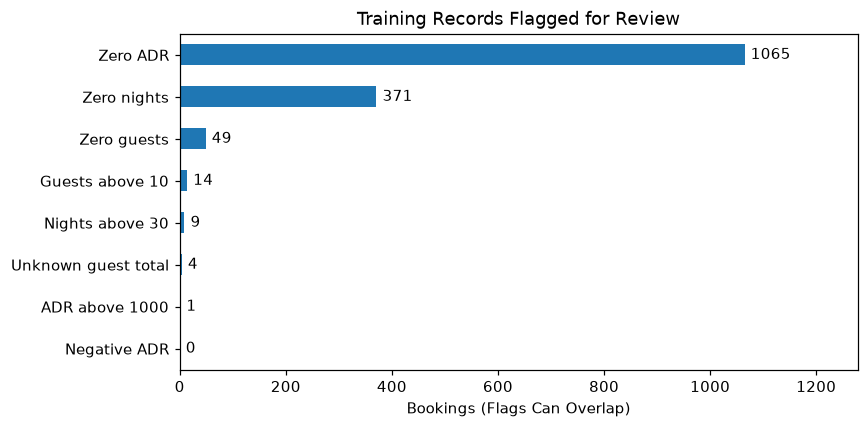 Training Records Flagged for Review
Zero ADR 1065
Zero nights 371
Zero guests 49
Guests above 10 14
Nights above 30 9
Unknown guest total 4
ADR above 1000 1
Negative ADR 0
0 200 400 600 800 1000 1200
Bookings (Flags Can Overlap)